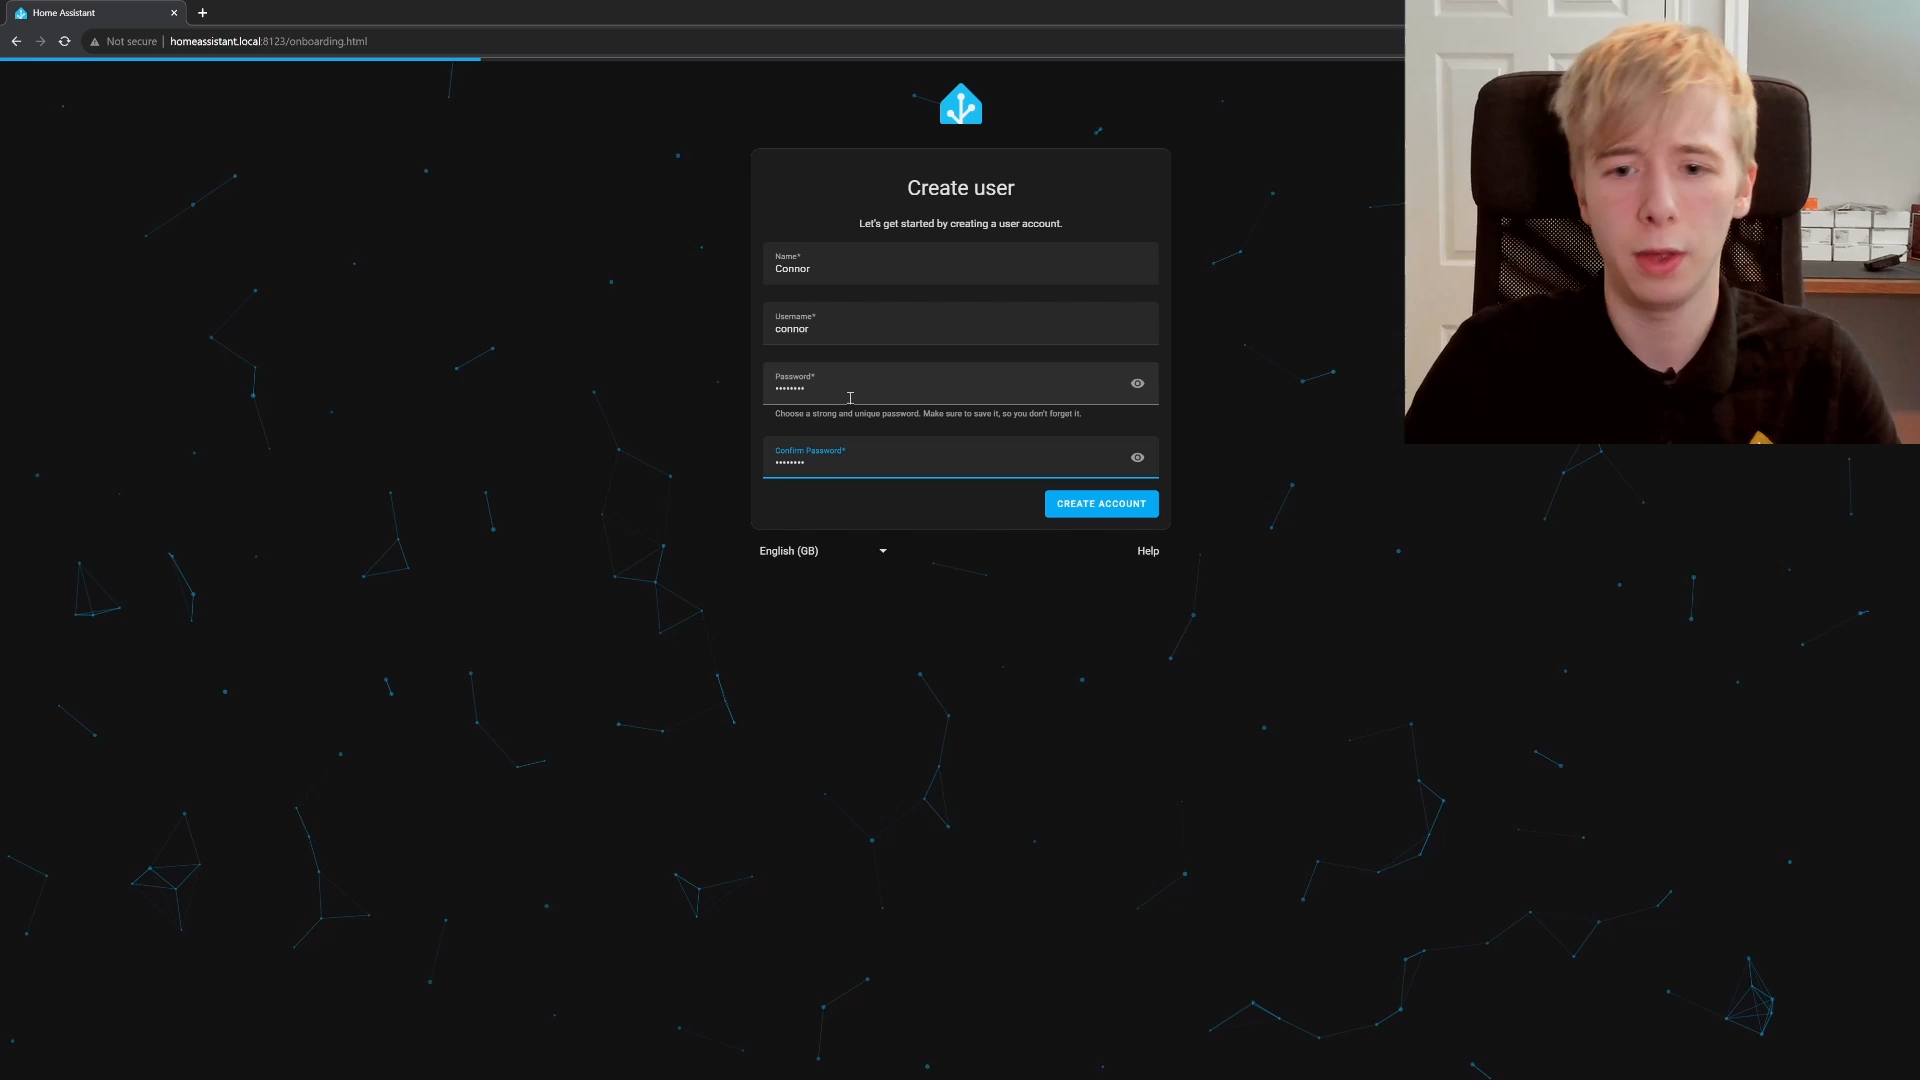 Home Assistant
Not secure
homeassistant.local:8123/onboarding.html
Create user
Let's get started by creating a user account.
Name*
Connor
Username*
connor
Password*
••••••••
Choose a strong and unique password. Make sure to save it, so you don't forget it.
Confirm Password*
••••••••
CREATE ACCOUNT
English (GB)
Help